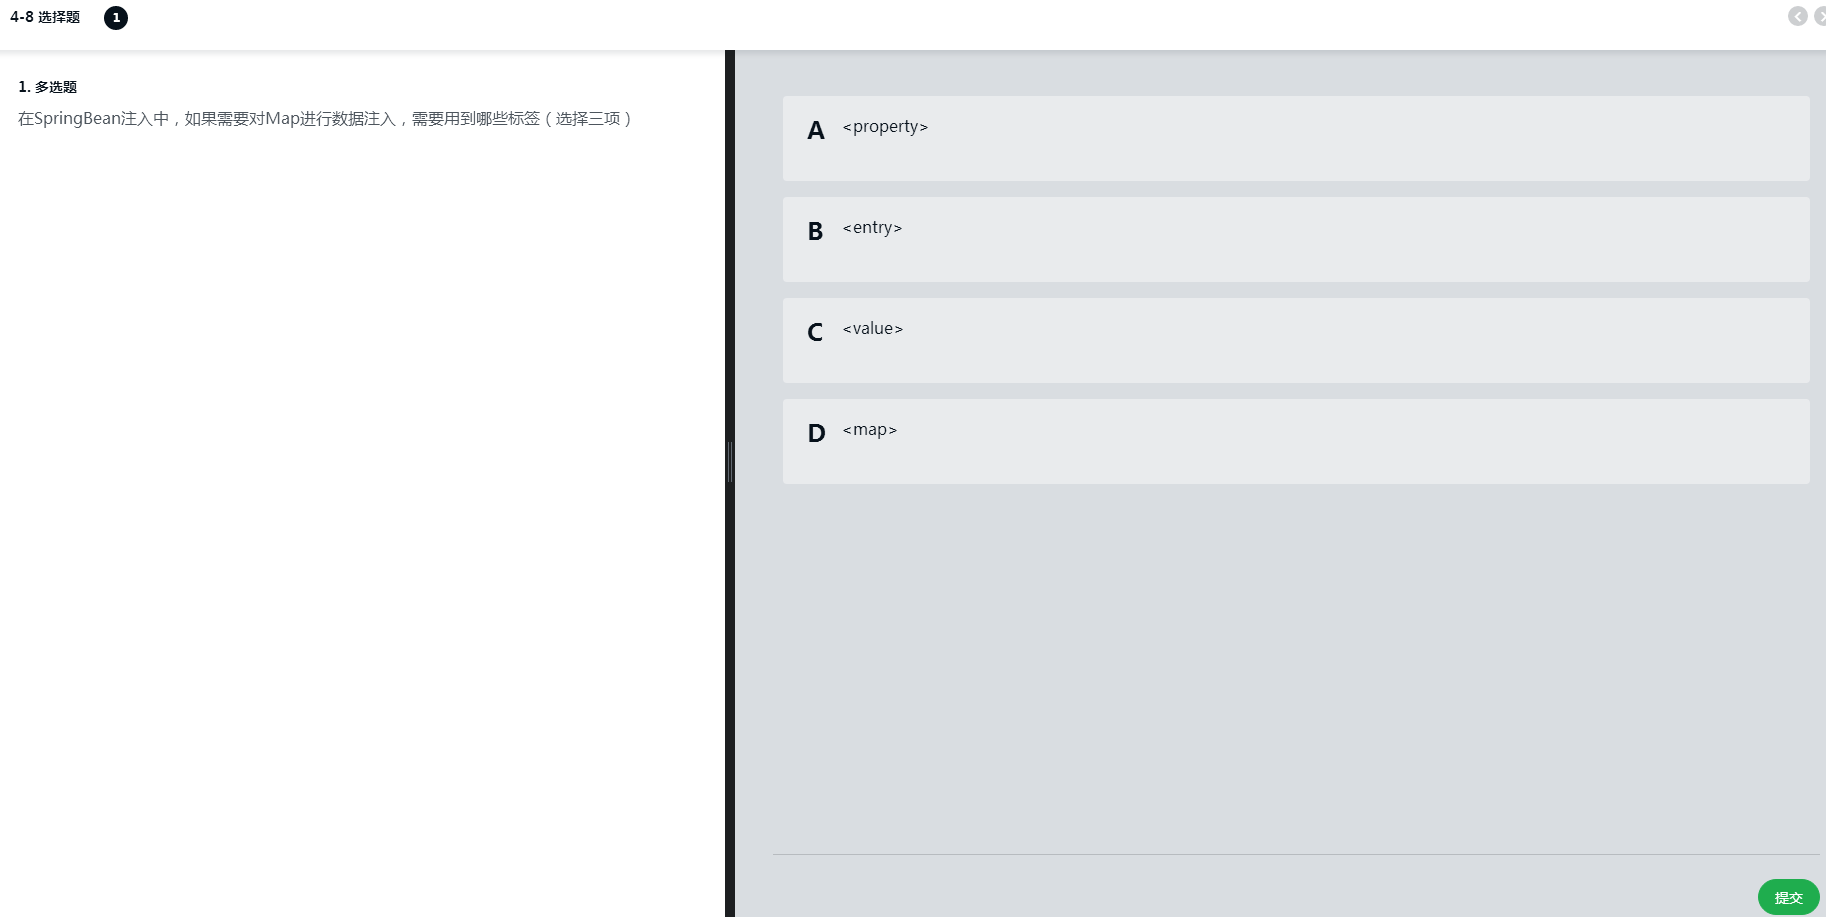 4-8 选择题 1
1. 多选题
在SpringBean注入中，如果需要对Map进行数据注入，需要用到哪些标签（选择三项）
A <property>
B <entry>
C <value>
D <map>
提交